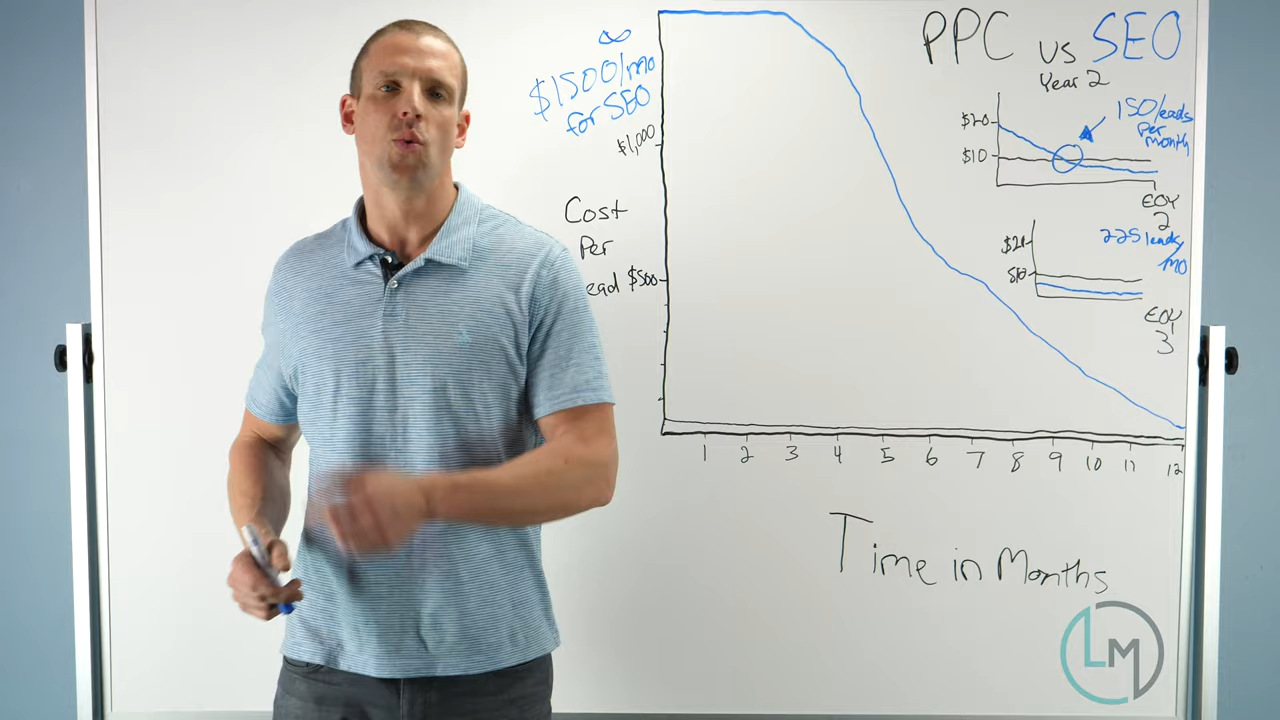 PPC vs SEO
Year 2
∞
$1500/mo
for SEO
$1,000
Cost
Per
ead $500
1 2 3 4 5 6 7 8 9 10 11 12
Time in Months
$20
$10
150/leads
per
month
EOY
2
$20
$10
225 leads/
mo
EOY
3
LM